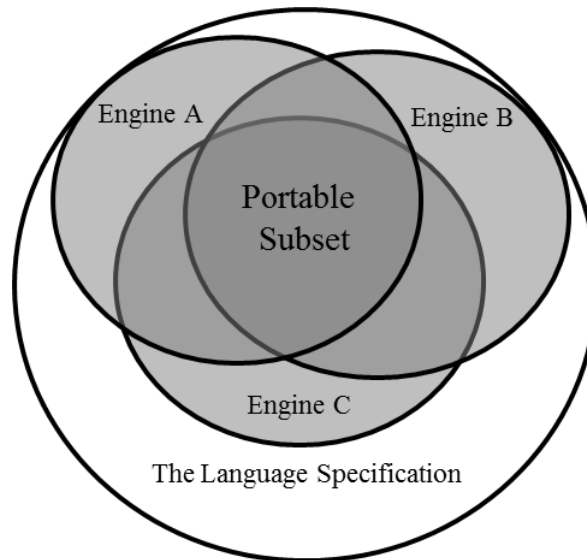 Engine A
Engine B
Portable
Subset
Engine C
The Language Specification